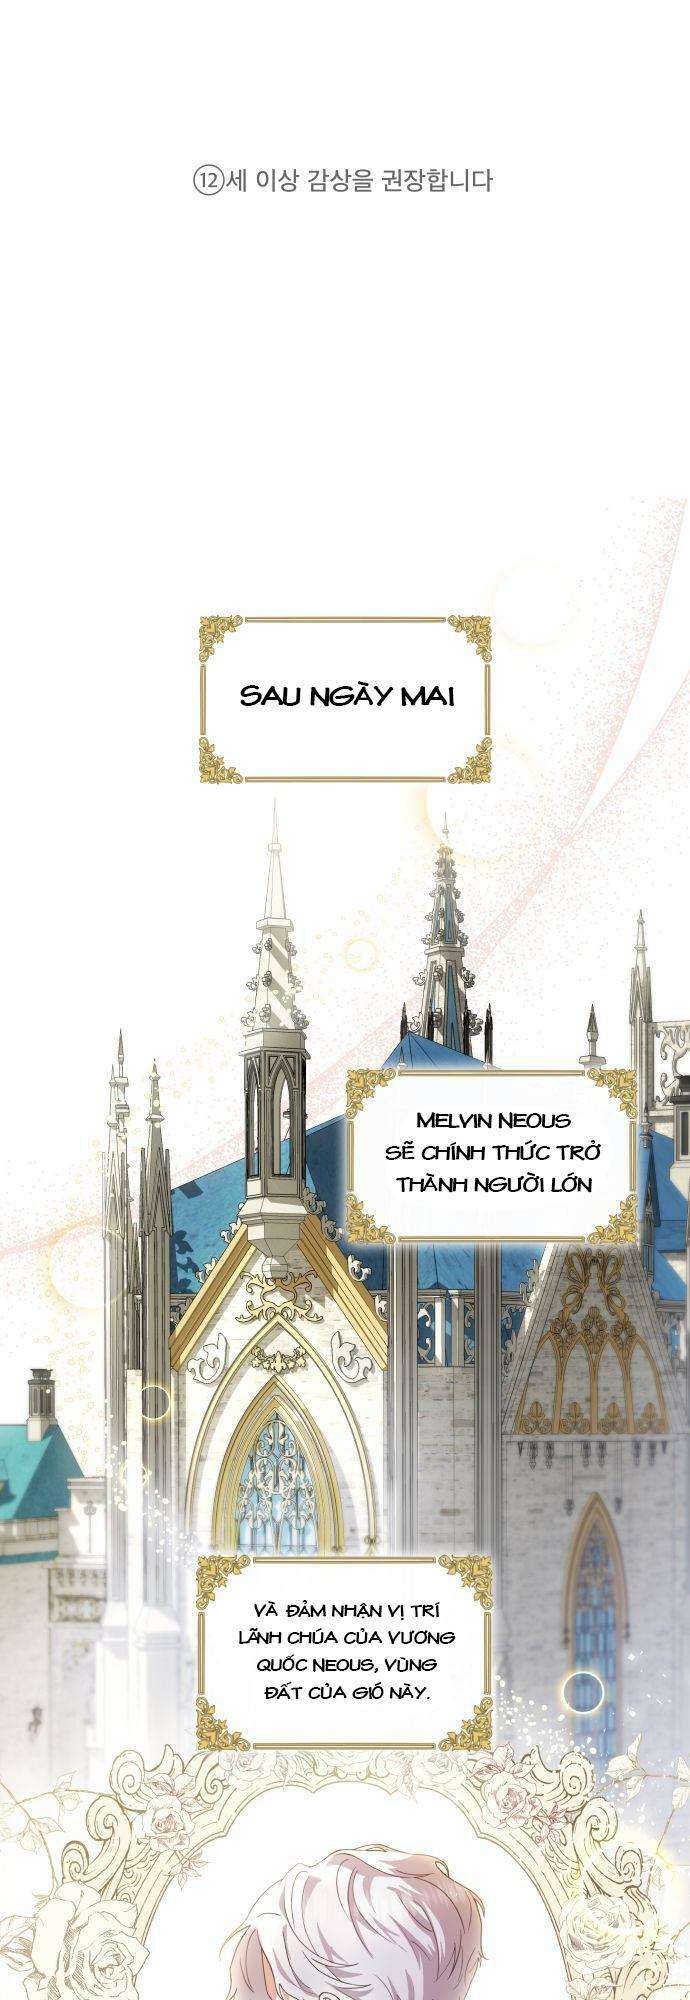 ⑫세 이상 감상을 권장합니다
SAU NGÀY MAI
MELVIN NEOUS
SẼ CHÍNH THỨC TRỞ
THÀNH NGƯỜI LỚN
VÀ ĐẢM NHẬN VỊ TRÍ
LÃNH CHÚA CỦA VƯƠNG
QUỐC NEOUS, VÙNG
ĐẤT CỦA GIÓ NÀY.